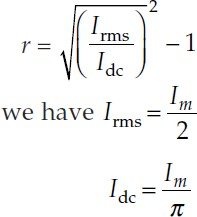 r = √(I_rms / I_dc)² − 1
we have I_rms = I_m / 2
I_dc = I_m / π